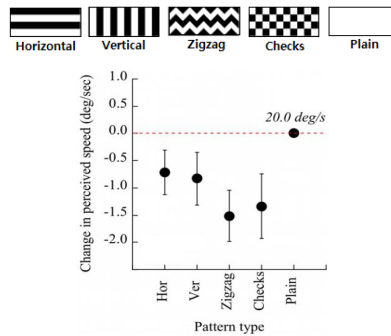 Horizontal Vertical Zigzag Checks Plain
Change in perceived speed (deg/sec)
1.0
0.5
0.0
-0.5
-1.0
-1.5
-2.0
20.0 deg/s
Hor Ver Zigzag Checks Plain
Pattern type